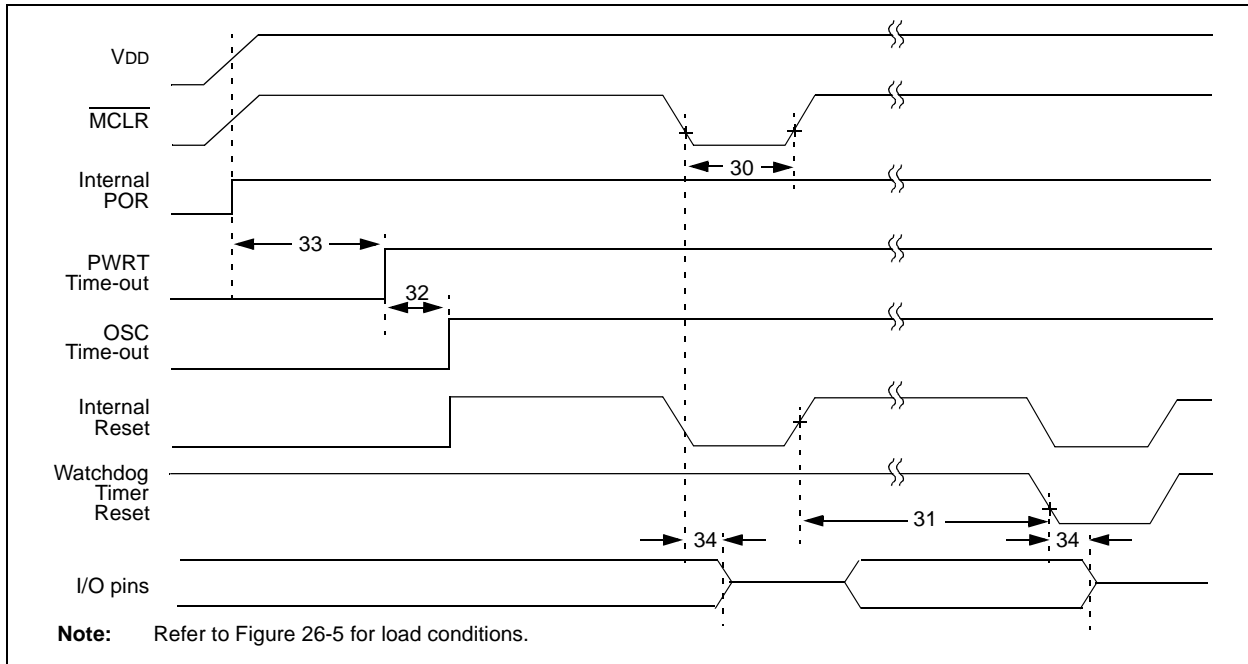 VDD
MCLR
30
Internal
POR
33
PWRT
Time-out
32
OSC
Time-out
Internal
Reset
Watchdog
Timer
Reset
31
34
34
I/O pins
Note: Refer to Figure 26-5 for load conditions.